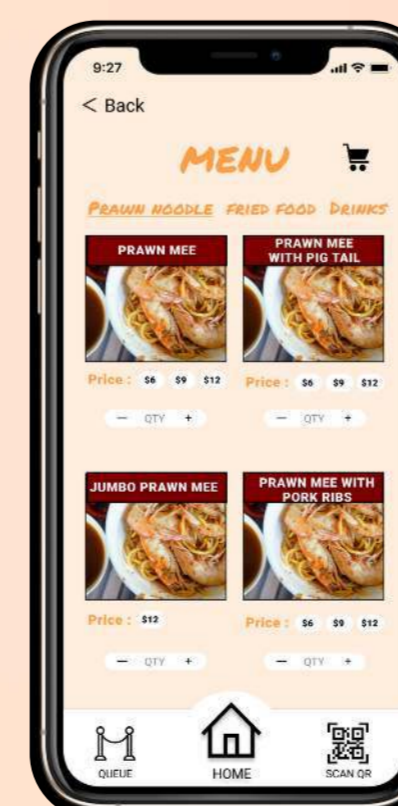 9:27
< Back
MENU
PRAWN NOODLE FRIED FOOD DRINKS
PRAWN MEE
PRAWN MEE
WITH PIG TAIL
Price : $6 $9 $12
Price : $6 $9 $12
− QTY +
− QTY +
JUMBO PRAWN MEE
PRAWN MEE WITH
PORK RIBS
Price : $12
Price : $6 $9 $12
− QTY +
− QTY +
QUEUE
HOME
SCAN QR